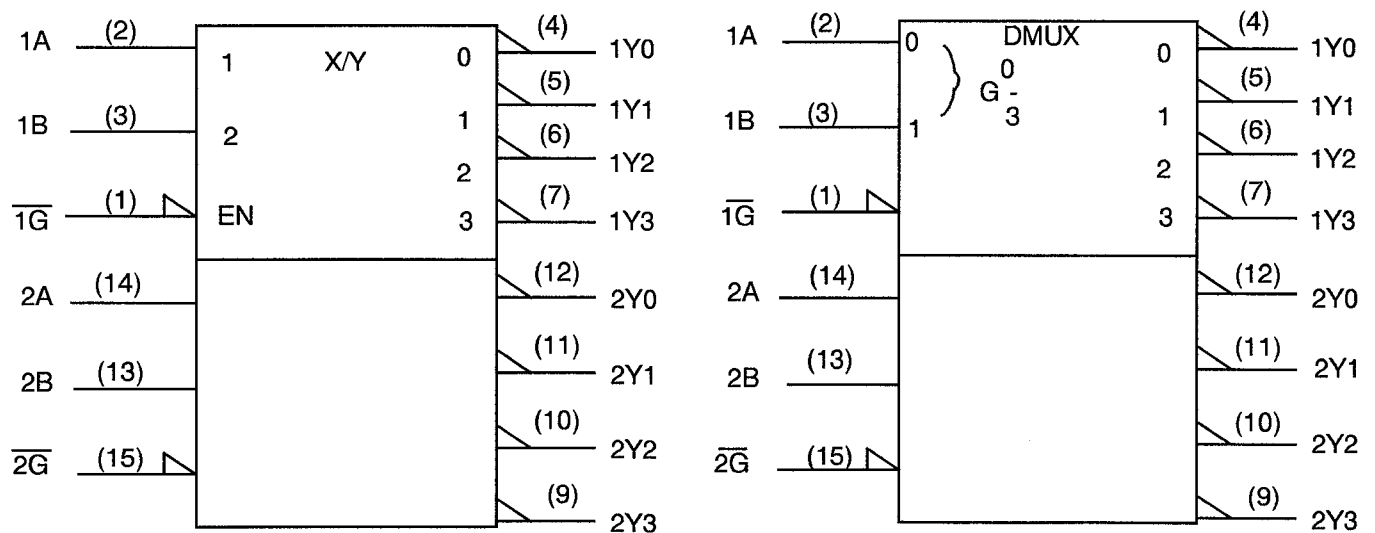 1A (2) 1 X/Y 0 (4) 1Y0
1 (5) 1Y1
1B (3) 2 (6) 1Y2
2
1G (1) EN 3 (7) 1Y3
2A (14) (12) 2Y0
(11) 2Y1
2B (13)
(10) 2Y2
2G (15)
(9) 2Y3
1A (2) 0 DMUX 0 (4) 1Y0
0
G -
3
1 (5) 1Y1
1B (3) 1 (6) 1Y2
2
1G (1) 3 (7) 1Y3
2A (14) (12) 2Y0
(11) 2Y1
2B (13)
(10) 2Y2
2G (15)
(9) 2Y3